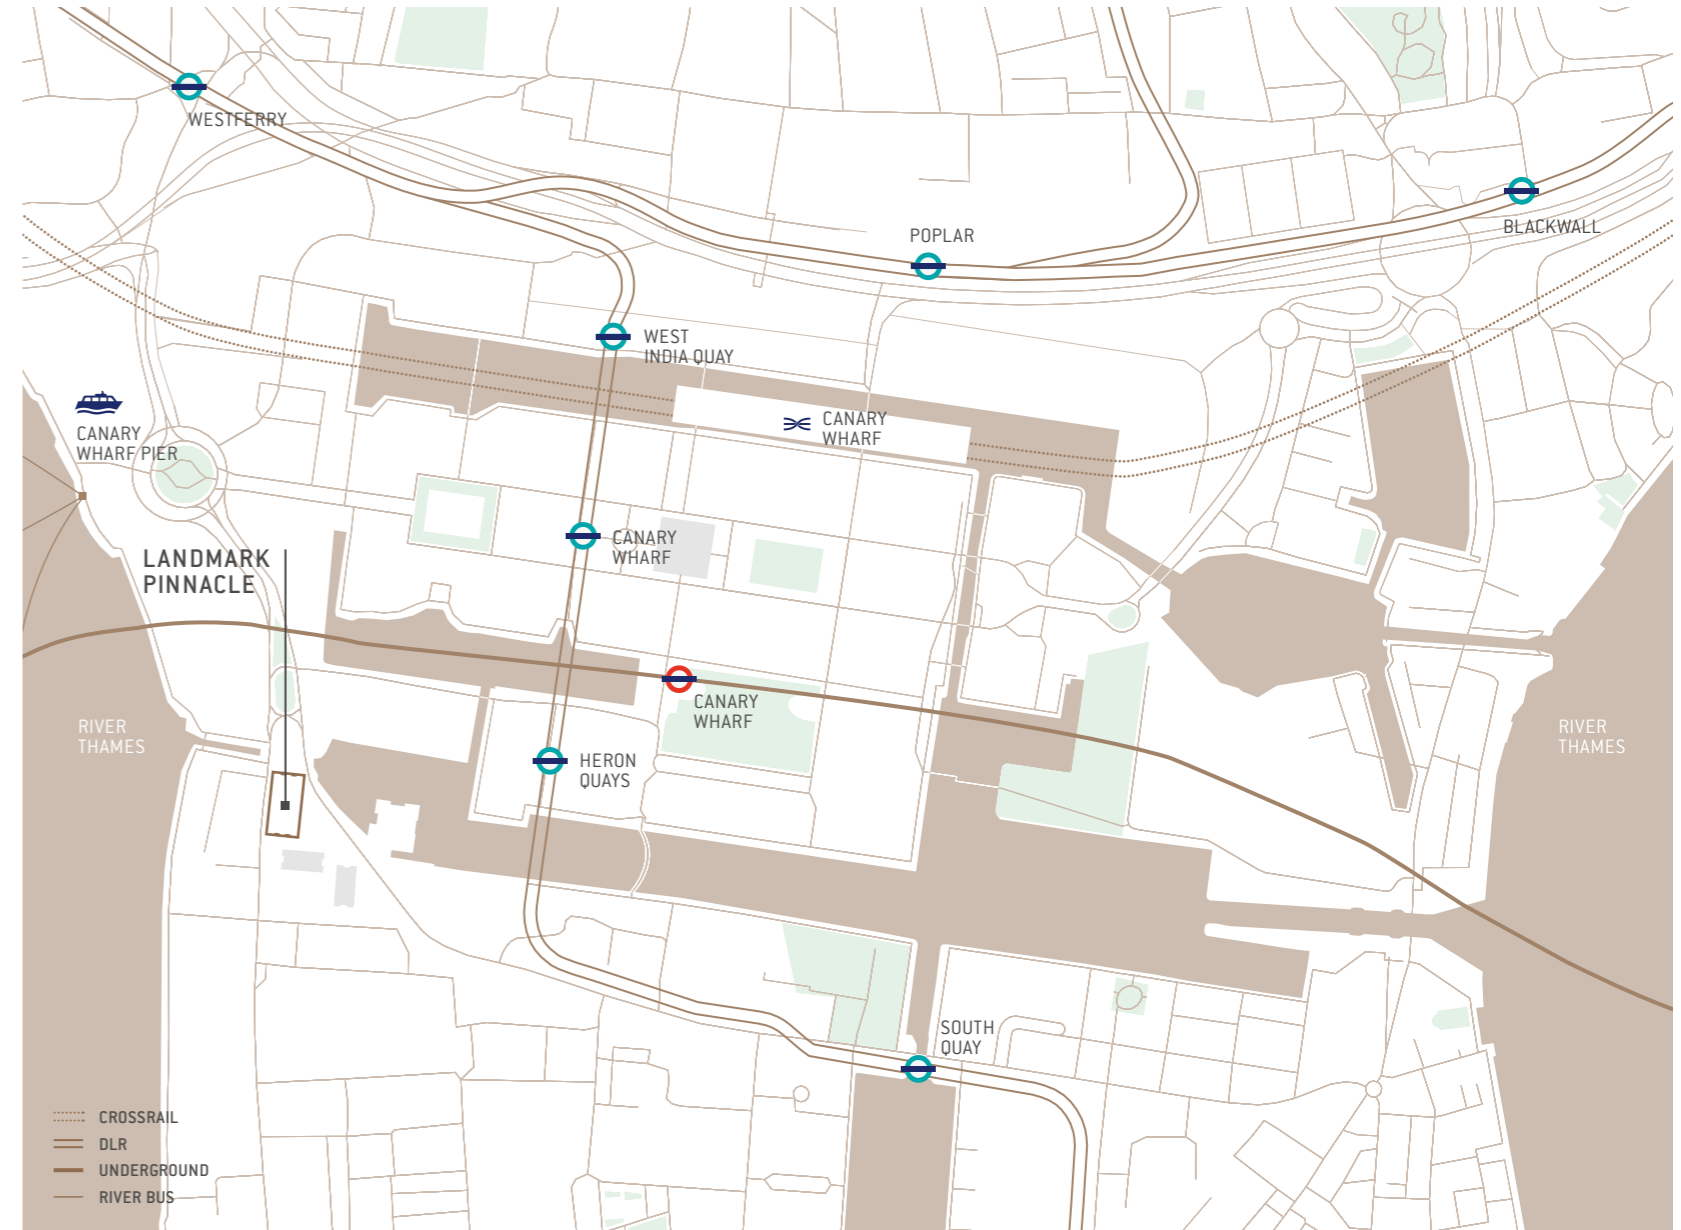 WESTFERRY
BLACKWALL
POPLAR
WEST
INDIA QUAY
CANARY
WHARF PIER
CANARY
WHARF
CANARY
WHARF
LANDMARK
PINNACLE
CANARY
WHARF
RIVER
THAMES
RIVER
THAMES
HERON
QUAYS
SOUTH
QUAY
CROSSRAIL
DLR
UNDERGROUND
RIVER BUS